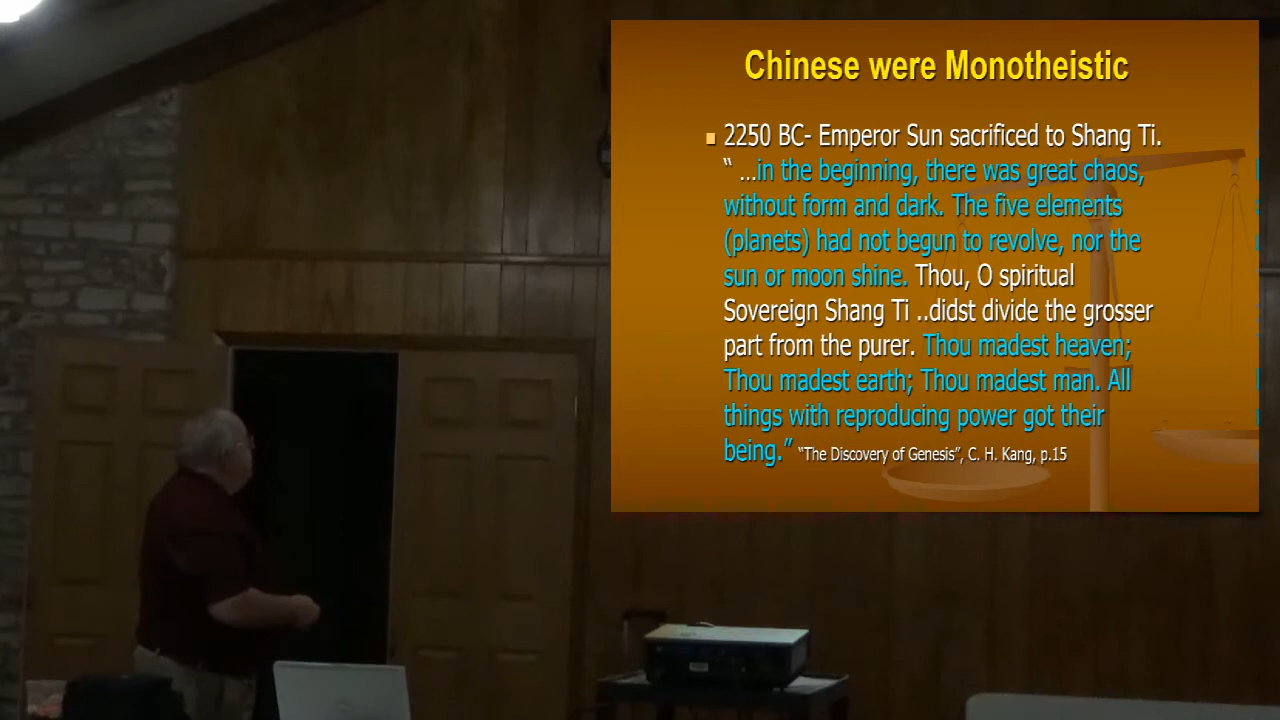 Chinese were Monotheistic
2250 BC- Emperor Sun sacrificed to Shang Ti.
“ …in the beginning, there was great chaos,
without form and dark. The five elements
(planets) had not begun to revolve, nor the
sun or moon shine. Thou, O spiritual
Sovereign Shang Ti ..didst divide the grosser
part from the purer. Thou madest heaven;
Thou madest earth; Thou madest man. All
things with reproducing power got their
being.” “The Discovery of Genesis”, C. H. Kang, p.15